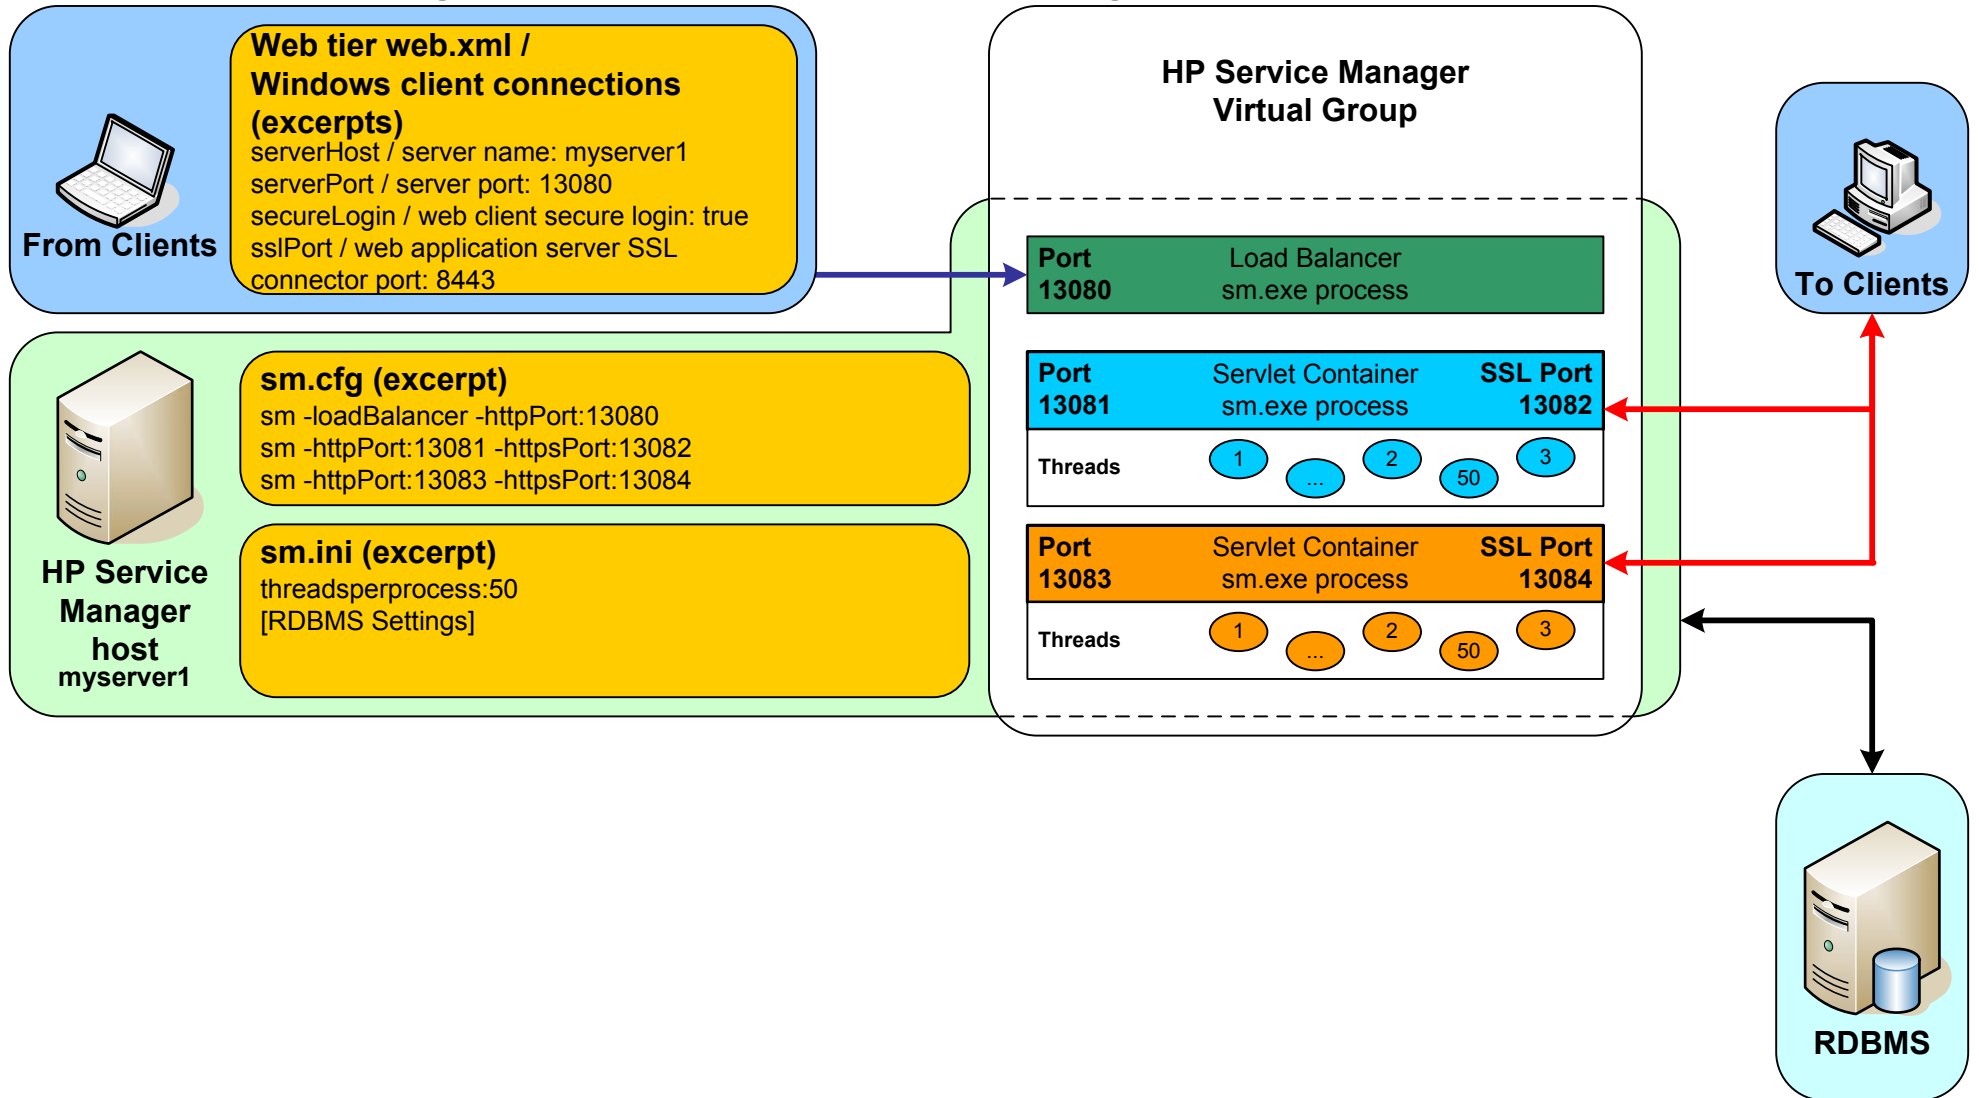 Web tier web.xml /
Windows client connections
(excerpts)
serverHost / server name: myserver1
serverPort / server port: 13080
secureLogin / web client secure login: true
sslPort / web application server SSL
connector port: 8443
From Clients
HP Service Manager
Virtual Group
To Clients
Port
13080
Load Balancer
sm.exe process
sm.cfg (excerpt)
sm -loadBalancer -httpPort:13080
sm -httpPort:13081 -httpsPort:13082
sm -httpPort:13083 -httpsPort:13084
Port
13081
Servlet Container
sm.exe process
SSL Port
13082
Threads
1
...
2
50
3
HP Service
Manager
host
myserver1
sm.ini (excerpt)
threadsperprocess:50
[RDBMS Settings]
Port
13083
Servlet Container
sm.exe process
SSL Port
13084
Threads
1
...
2
50
3
RDBMS